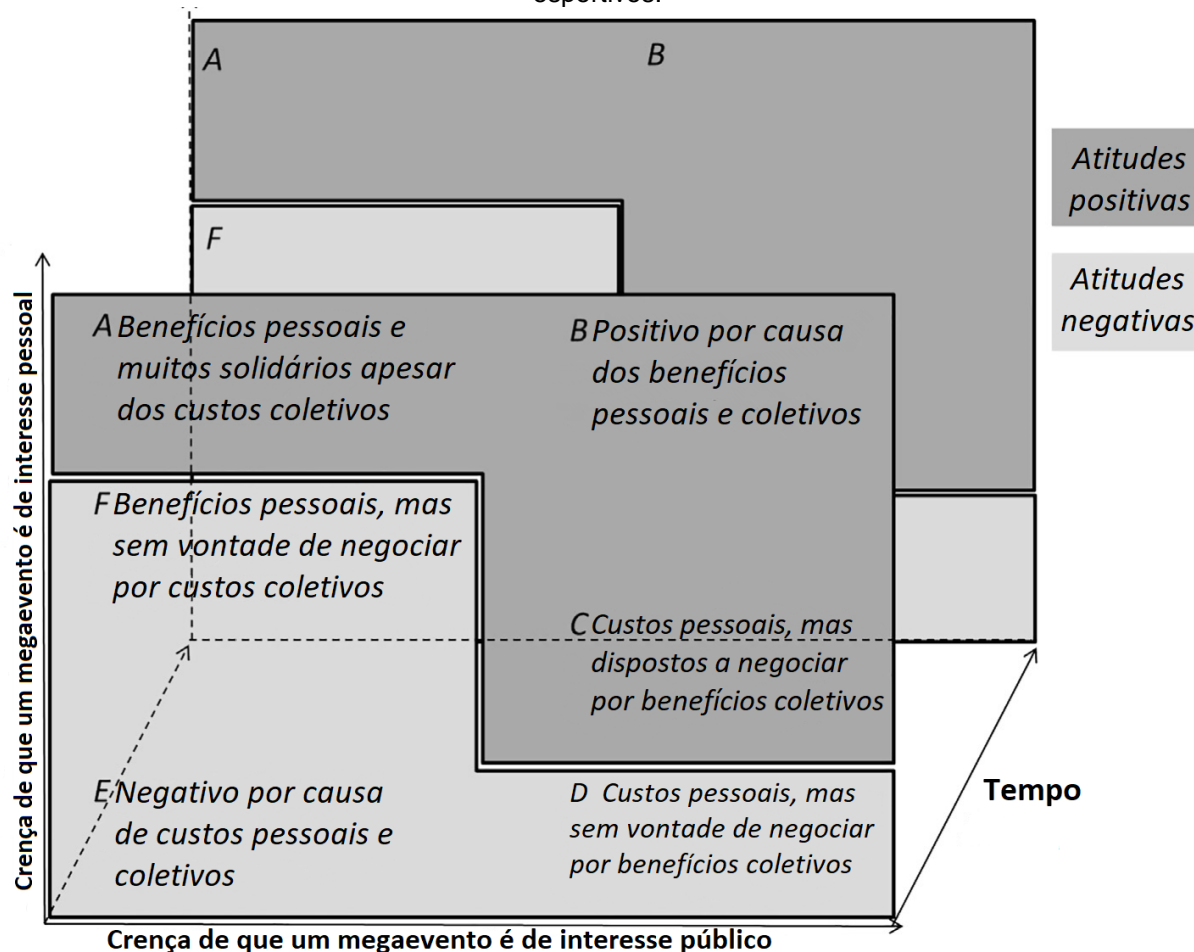 esportivos.
A
B
Atitudes
positivas
F
Atitudes
negativas
Crença de que um megaevento é de interesse pessoal
A Benefícios pessoais e
muitos solidários apesar
dos custos coletivos
B Positivo por causa
dos benefícios
pessoais e coletivos
F Benefícios pessoais, mas
sem vontade de negociar
por custos coletivos
C Custos pessoais, mas
dispostos a negociar
por benefícios coletivos
E Negativo por causa
de custos pessoais e
coletivos
D Custos pessoais, mas
sem vontade de negociar
por benefícios coletivos
Tempo
Crença de que um megaevento é de interesse público